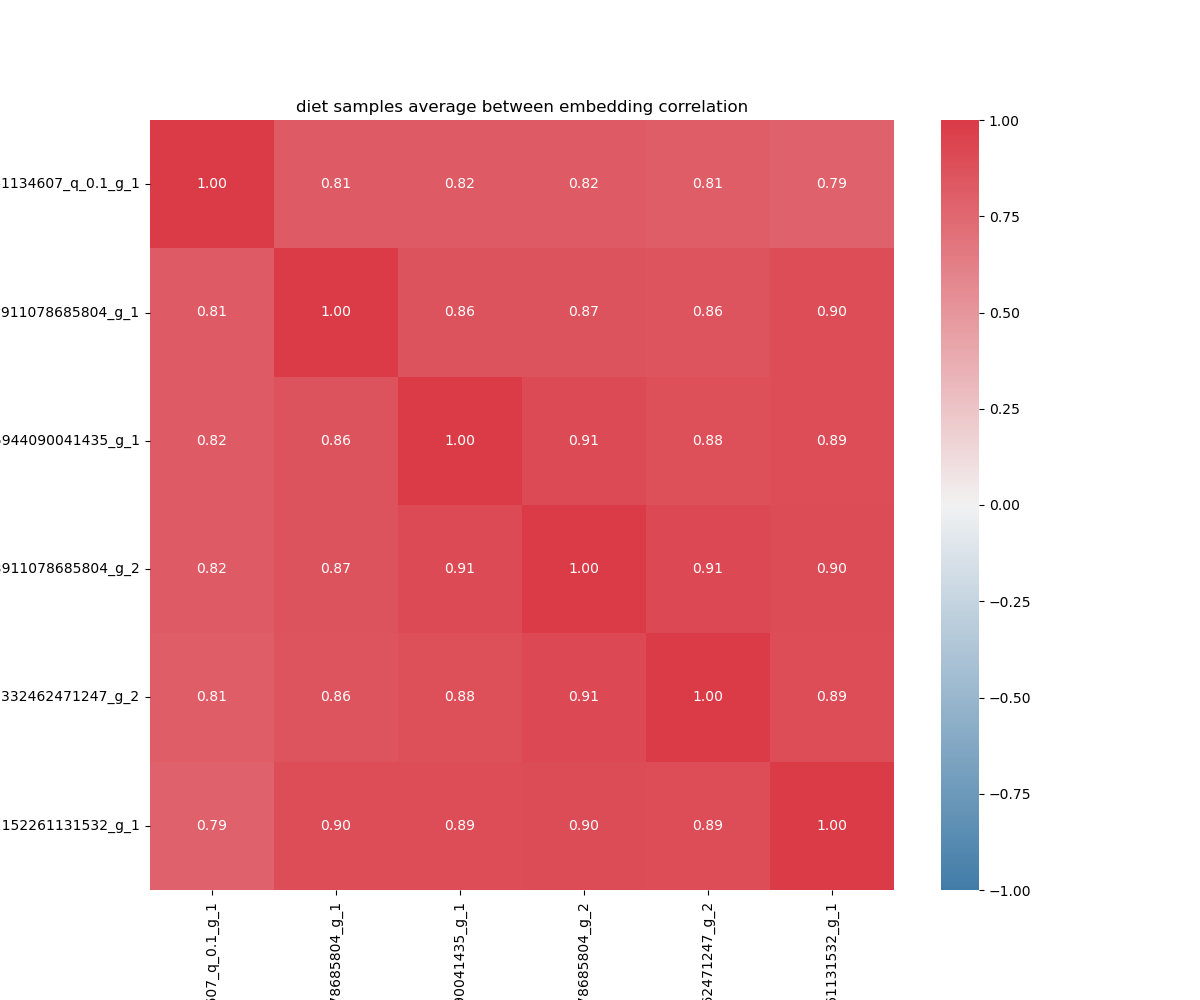 diet samples average between embedding correlation
1134607_q_0.1_g_1
1.00 0.81 0.82 0.82 0.81 0.79
911078685804_g_1
0.81 1.00 0.86 0.87 0.86 0.90
944090041435_g_1
0.82 0.86 1.00 0.91 0.88 0.89
911078685804_g_2
0.82 0.87 0.91 1.00 0.91 0.90
332462471247_g_2
0.81 0.86 0.88 0.91 1.00 0.89
152261131532_g_1
0.79 0.90 0.89 0.90 0.89 1.00
607_q_0.1_g_1
78685804_g_1
90041435_g_1
78685804_g_2
62471247_g_2
61131532_g_1
1.00
0.75
0.50
0.25
0.00
−0.25
−0.50
−0.75
−1.00